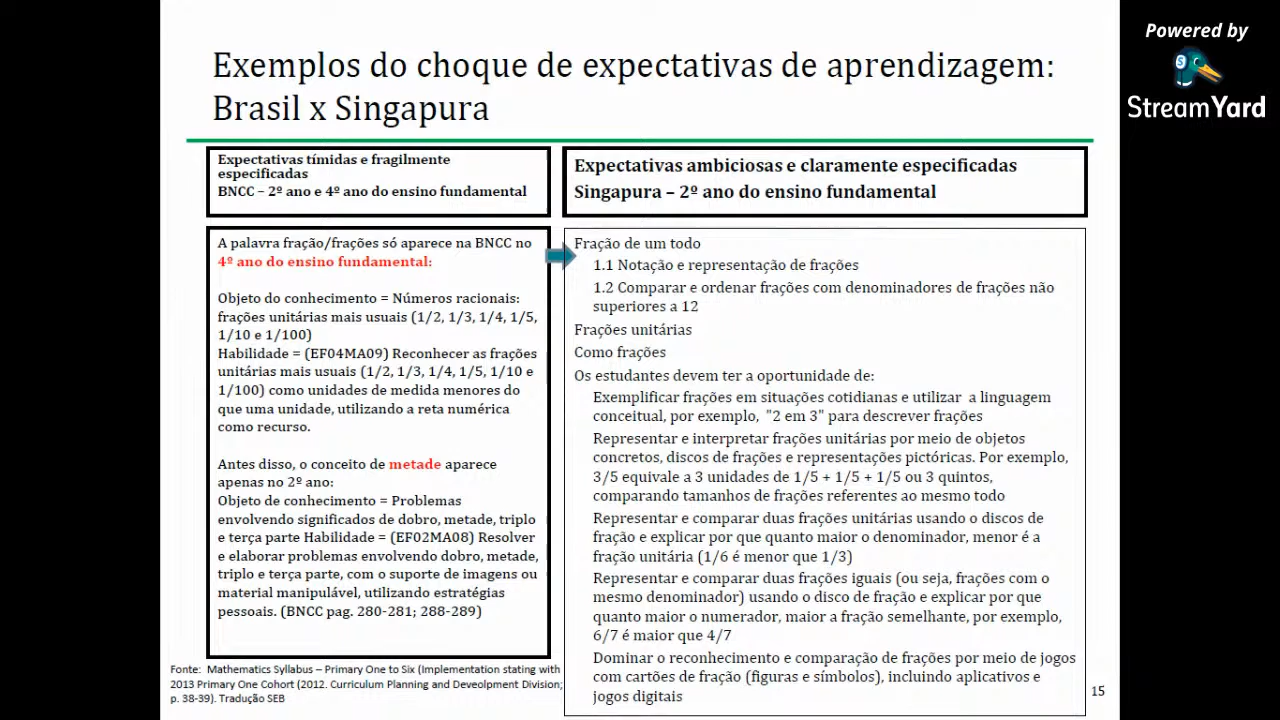 Exemplos do choque de expectativas de aprendizagem:
Brasil x Singapura
Powered by
StreamYard
Expectativas tímidas e fragilmente
especificadas
BNCC – 2º ano e 4º ano do ensino fundamental
Expectativas ambiciosas e claramente especificadas
Singapura – 2º ano do ensino fundamental
A palavra fração/frações só aparece na BNCC no
4º ano do ensino fundamental:
Objeto do conhecimento = Números racionais:
frações unitárias mais usuais (1/2, 1/3, 1/4, 1/5,
1/10 e 1/100)
Habilidade = (EF04MA09) Reconhecer as frações
unitárias mais usuais (1/2, 1/3, 1/4, 1/5, 1/10 e
1/100) como unidades de medida menores do
que uma unidade, utilizando a reta numérica
como recurso.
Antes disso, o conceito de metade aparece
apenas no 2º ano:
Objeto de conhecimento = Problemas
envolvendo significados de dobro, metade, triplo
e terça parte Habilidade = (EF02MA08) Resolver
e elaborar problemas envolvendo dobro, metade,
triplo e terça parte, com o suporte de imagens ou
material manipulável, utilizando estratégias
pessoais. (BNCC pag. 280-281; 288-289)
Fração de um todo
1.1 Notação e representação de frações
1.2 Comparar e ordenar frações com denominadores de frações não
superiores a 12
Frações unitárias
Como frações
Os estudantes devem ter a oportunidade de:
Exemplificar frações em situações cotidianas e utilizar a linguagem
conceitual, por exemplo, "2 em 3" para descrever frações
Representar e interpretar frações unitárias por meio de objetos
concretos, discos de frações e representações pictóricas. Por exemplo,
3/5 equivale a 3 unidades de 1/5 + 1/5 + 1/5 ou 3 quintos,
comparando tamanhos de frações referentes ao mesmo todo
Representar e comparar duas frações unitárias usando o discos de
fração e explicar por que quanto maior o denominador, menor é a
fração unitária (1/6 é menor que 1/3)
Representar e comparar duas frações iguais (ou seja, frações com o
mesmo denominador) usando o disco de fração e explicar por que
quanto maior o numerador, maior a fração semelhante, por exemplo,
6/7 é maior que 4/7
Dominar o reconhecimento e comparação de frações por meio de jogos
com cartões de fração (figuras e símbolos), incluindo aplicativos e
jogos digitais
Fonte: Mathematics Syllabus – Primary One to Six (Implementation stating with
2013 Primary One Cohort (2012. Curriculum Planning and Deveolpment Division;
p. 38-39). Tradução SEB
15